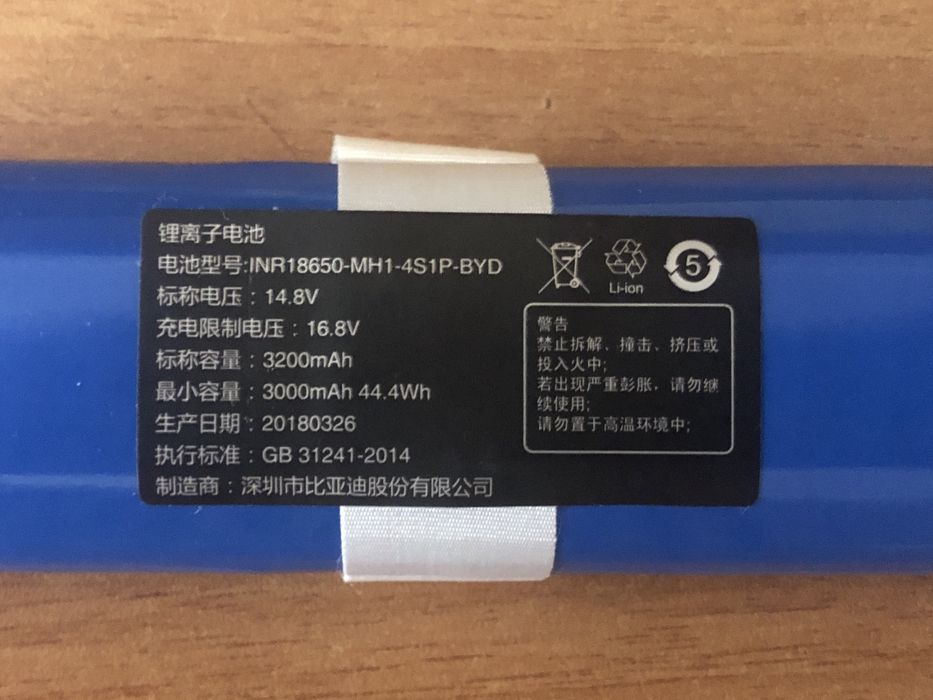 锂离子电池
电池型号:INR18650-MH1-4S1P-BYD
标称电压：14.8V
充电限制电压：16.8V
标称容量：3200mAh
最小容量：3000mAh 44.4Wh
生产日期：20180326
执行标准：GB 31241-2014
制造商：深圳市比亚迪股份有限公司
Li-ion
5
警告
禁止拆解、撞击、挤压或
投入火中;
若出现严重彭胀，请勿继
续使用;
请勿置于高温环境中;